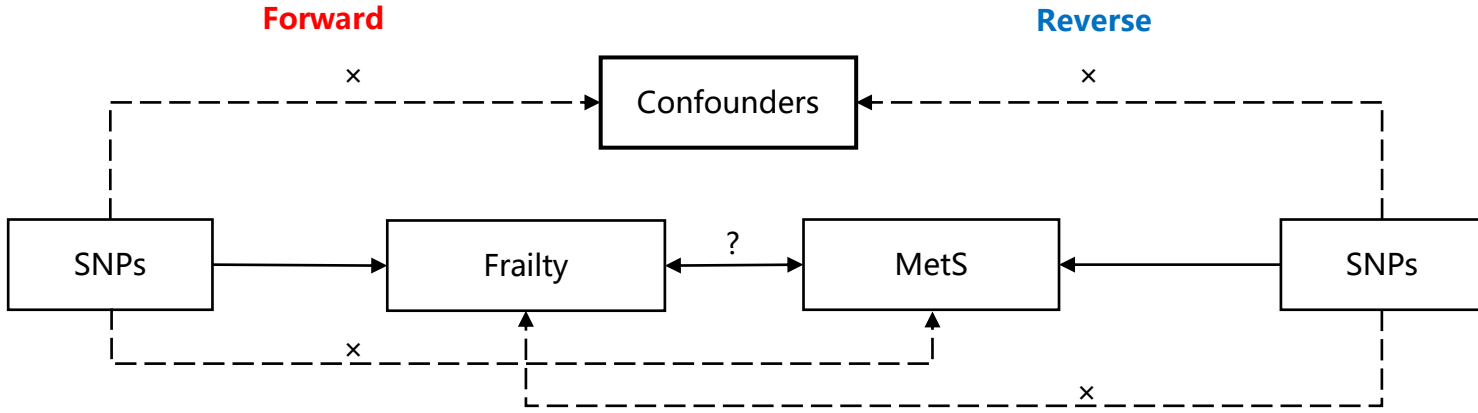 Forward
Reverse
×
×
Confounders
SNPs
Frailty
?
MetS
SNPs
×
×